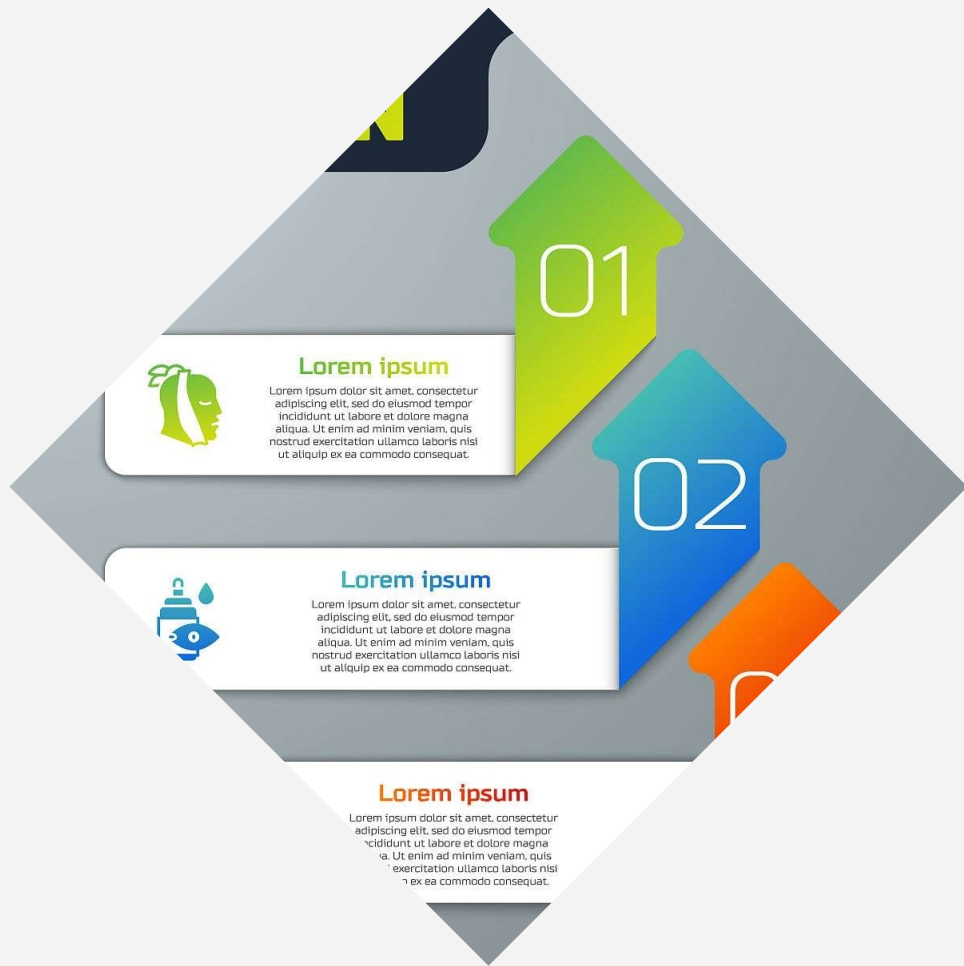 01
Lorem ipsum
Lorem ipsum dolor sit amet, consectetur
adipiscing elit, sed do eiusmod tempor
incididunt ut labore et dolore magna
aliqua. Ut enim ad minim veniam, quis
nostrud exercitation ullamco laboris nisi
ut aliquip ex ea commodo consequat.
02
Lorem ipsum
Lorem ipsum dolor sit amet, consectetur
adipiscing elit, sed do eiusmod tempor
incididunt ut labore et dolore magna
aliqua. Ut enim ad minim veniam, quis
nostrud exercitation ullamco laboris nisi
ut aliquip ex ea commodo consequat.
Lorem ipsum
Lorem ipsum dolor sit amet, consectetur
adipiscing elit, sed do eiusmod tempor
ut labore et dolore magna
Ut enim ad minim veniam, quis
exercitation ullamco laboris nisi
ex ea commodo consequat.